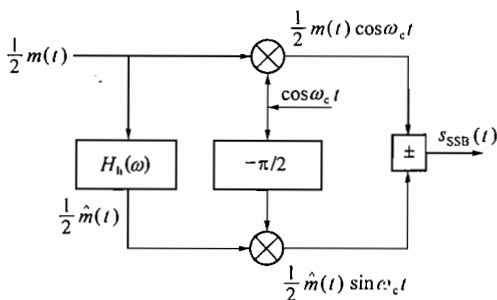 ½ m(t)
½ m(t) cosω_c t
cosω_c t
H_h(ω)
−π/2
±
s_SSB(t)
½ m̂(t)
½ m̂(t) sinω_c t